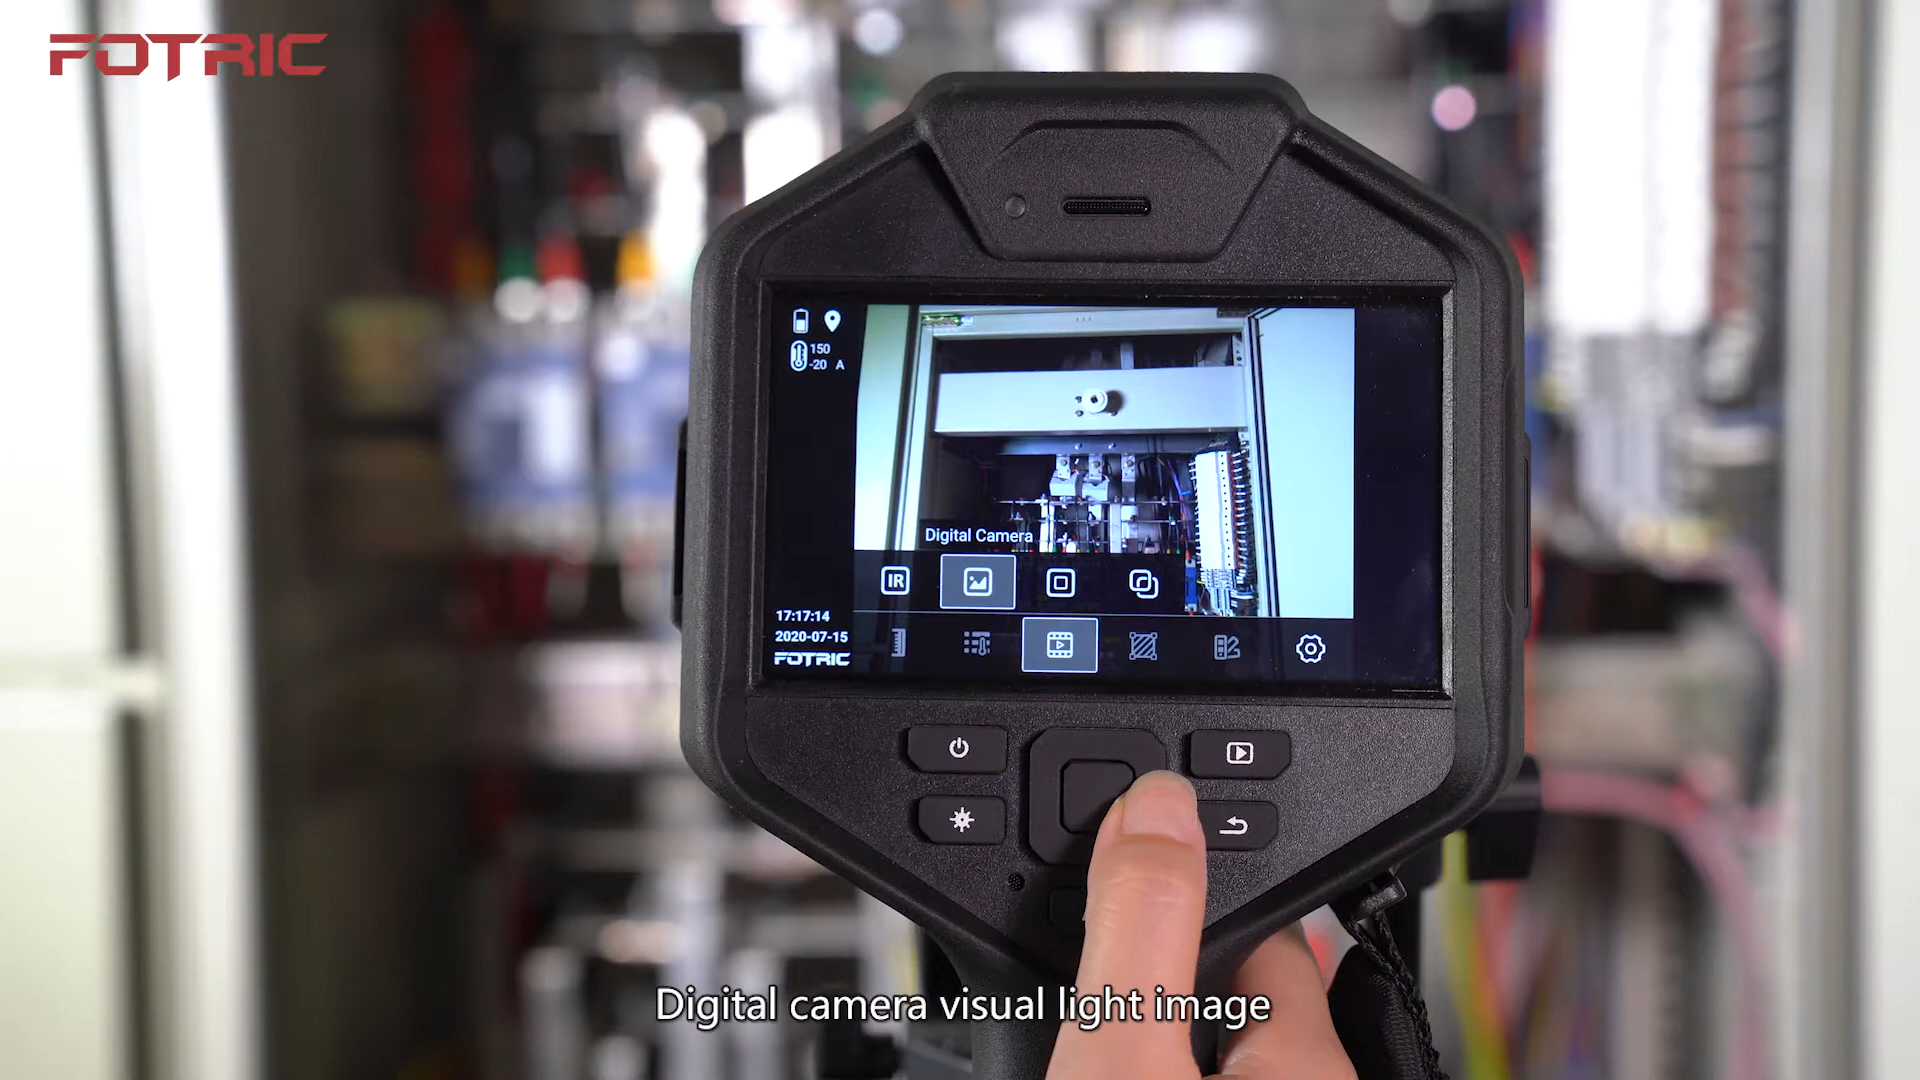 FOTRIC
150
-20 A
Digital Camera
IR
17:17:14
2020-07-15
FOTRIC
Digital camera visual light image